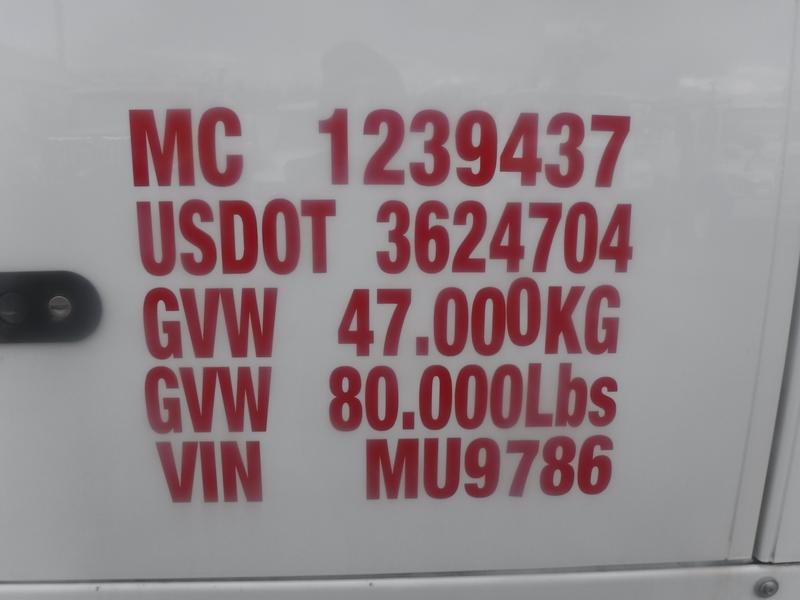 MC 1239437
USDOT 3624704
GVW 47.000KG
GVW 80.000Lbs
VIN MU9786